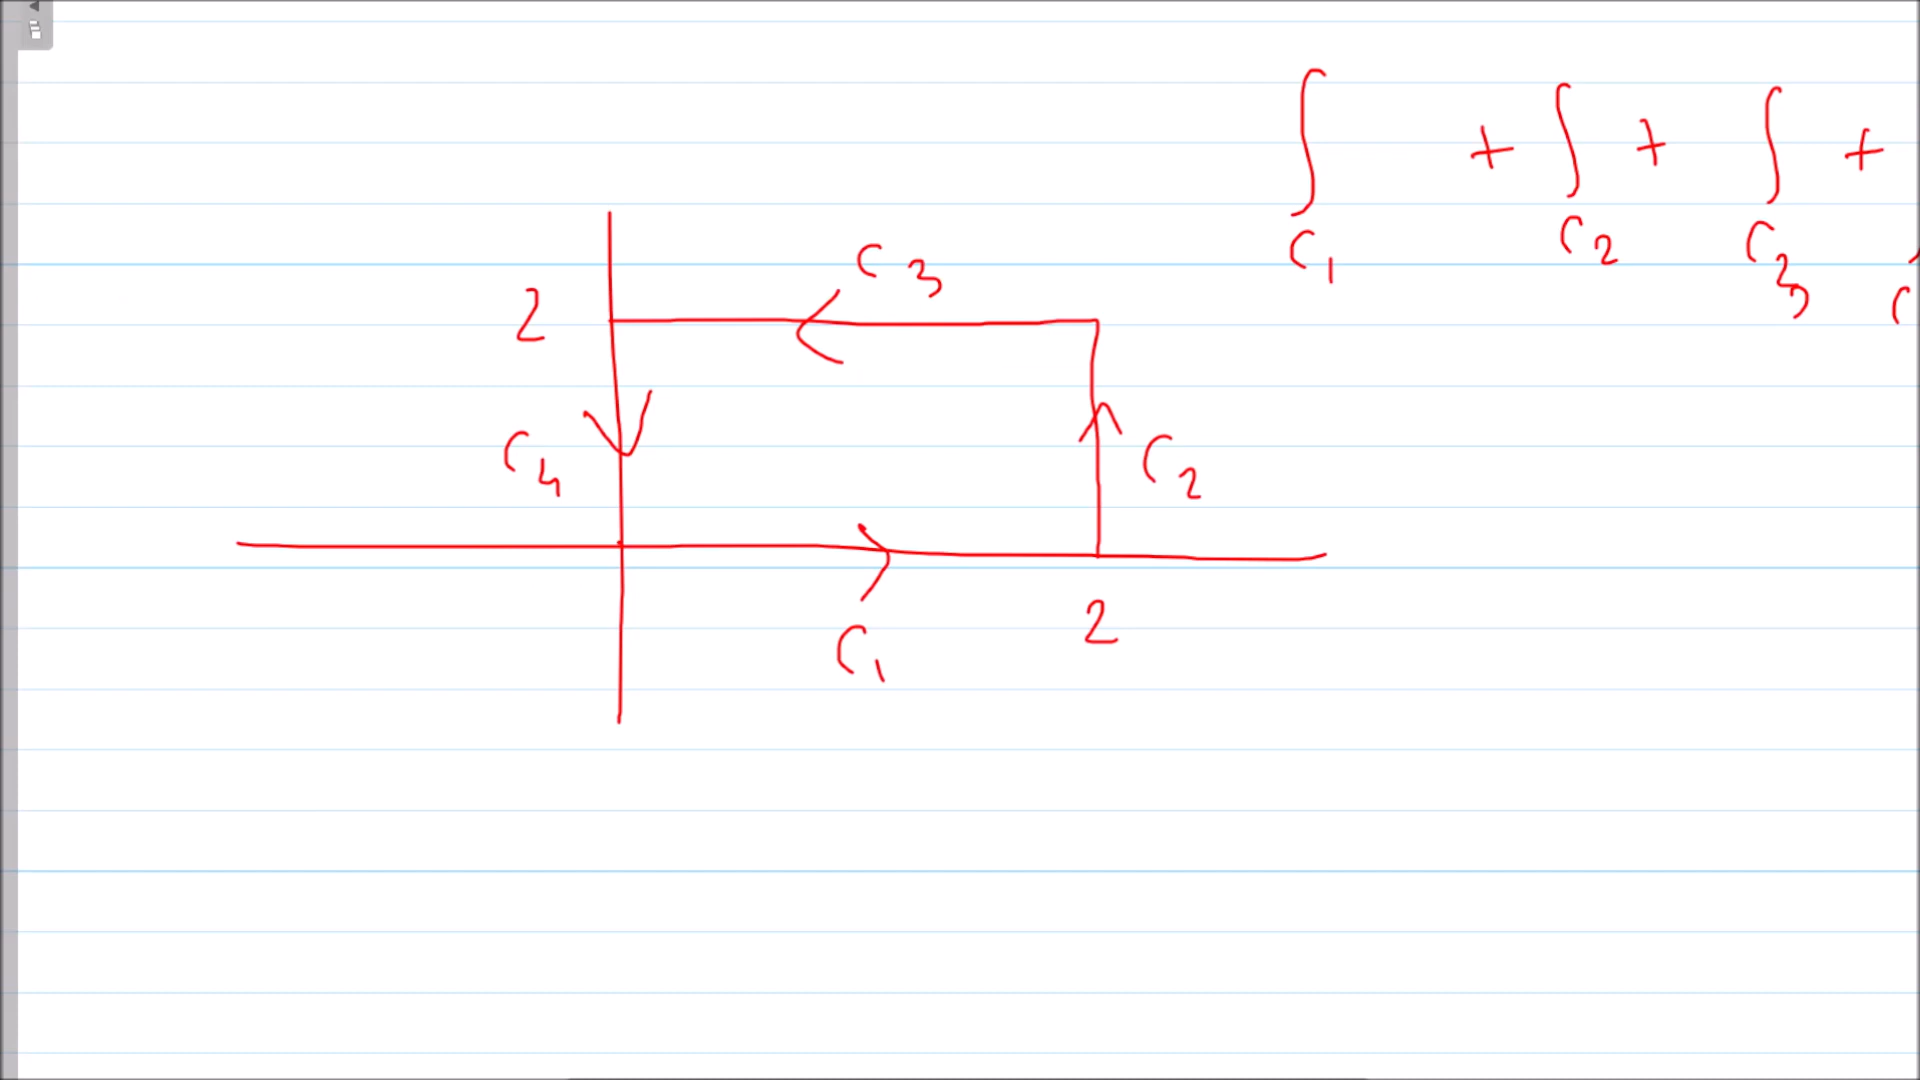 ∫ + ∫ + ∫ +
C1 C2 C3 C
C3
2
C4 C2
2
C1